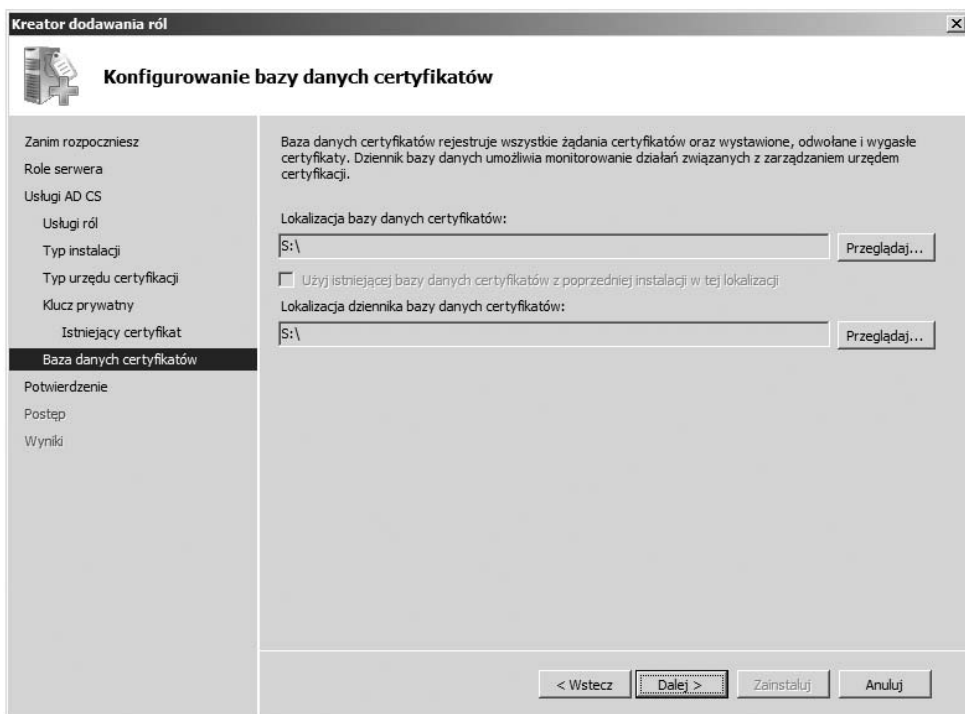 Kreator dodawania ról
Konfigurowanie bazy danych certyfikatów
Zanim rozpoczniesz
Role serwera
Usługi AD CS
Usługi ról
Typ instalacji
Typ urzędu certyfikacji
Klucz prywatny
Istniejący certyfikat
Baza danych certyfikatów
Potwierdzenie
Postęp
Wyniki
Baza danych certyfikatów rejestruje wszystkie żądania certyfikatów oraz wystawione, odwołane i wygasłe
certyfikaty. Dziennik bazy danych umożliwia monitorowanie działań związanych z zarządzaniem urzędem
certyfikacji.
Lokalizacja bazy danych certyfikatów:
S:\
Przeglądaj...
Użyj istniejącej bazy danych certyfikatów z poprzedniej instalacji w tej lokalizacji
Lokalizacja dziennika bazy danych certyfikatów:
S:\
Przeglądaj...
< Wstecz
Dalej >
Zainstaluj
Anuluj